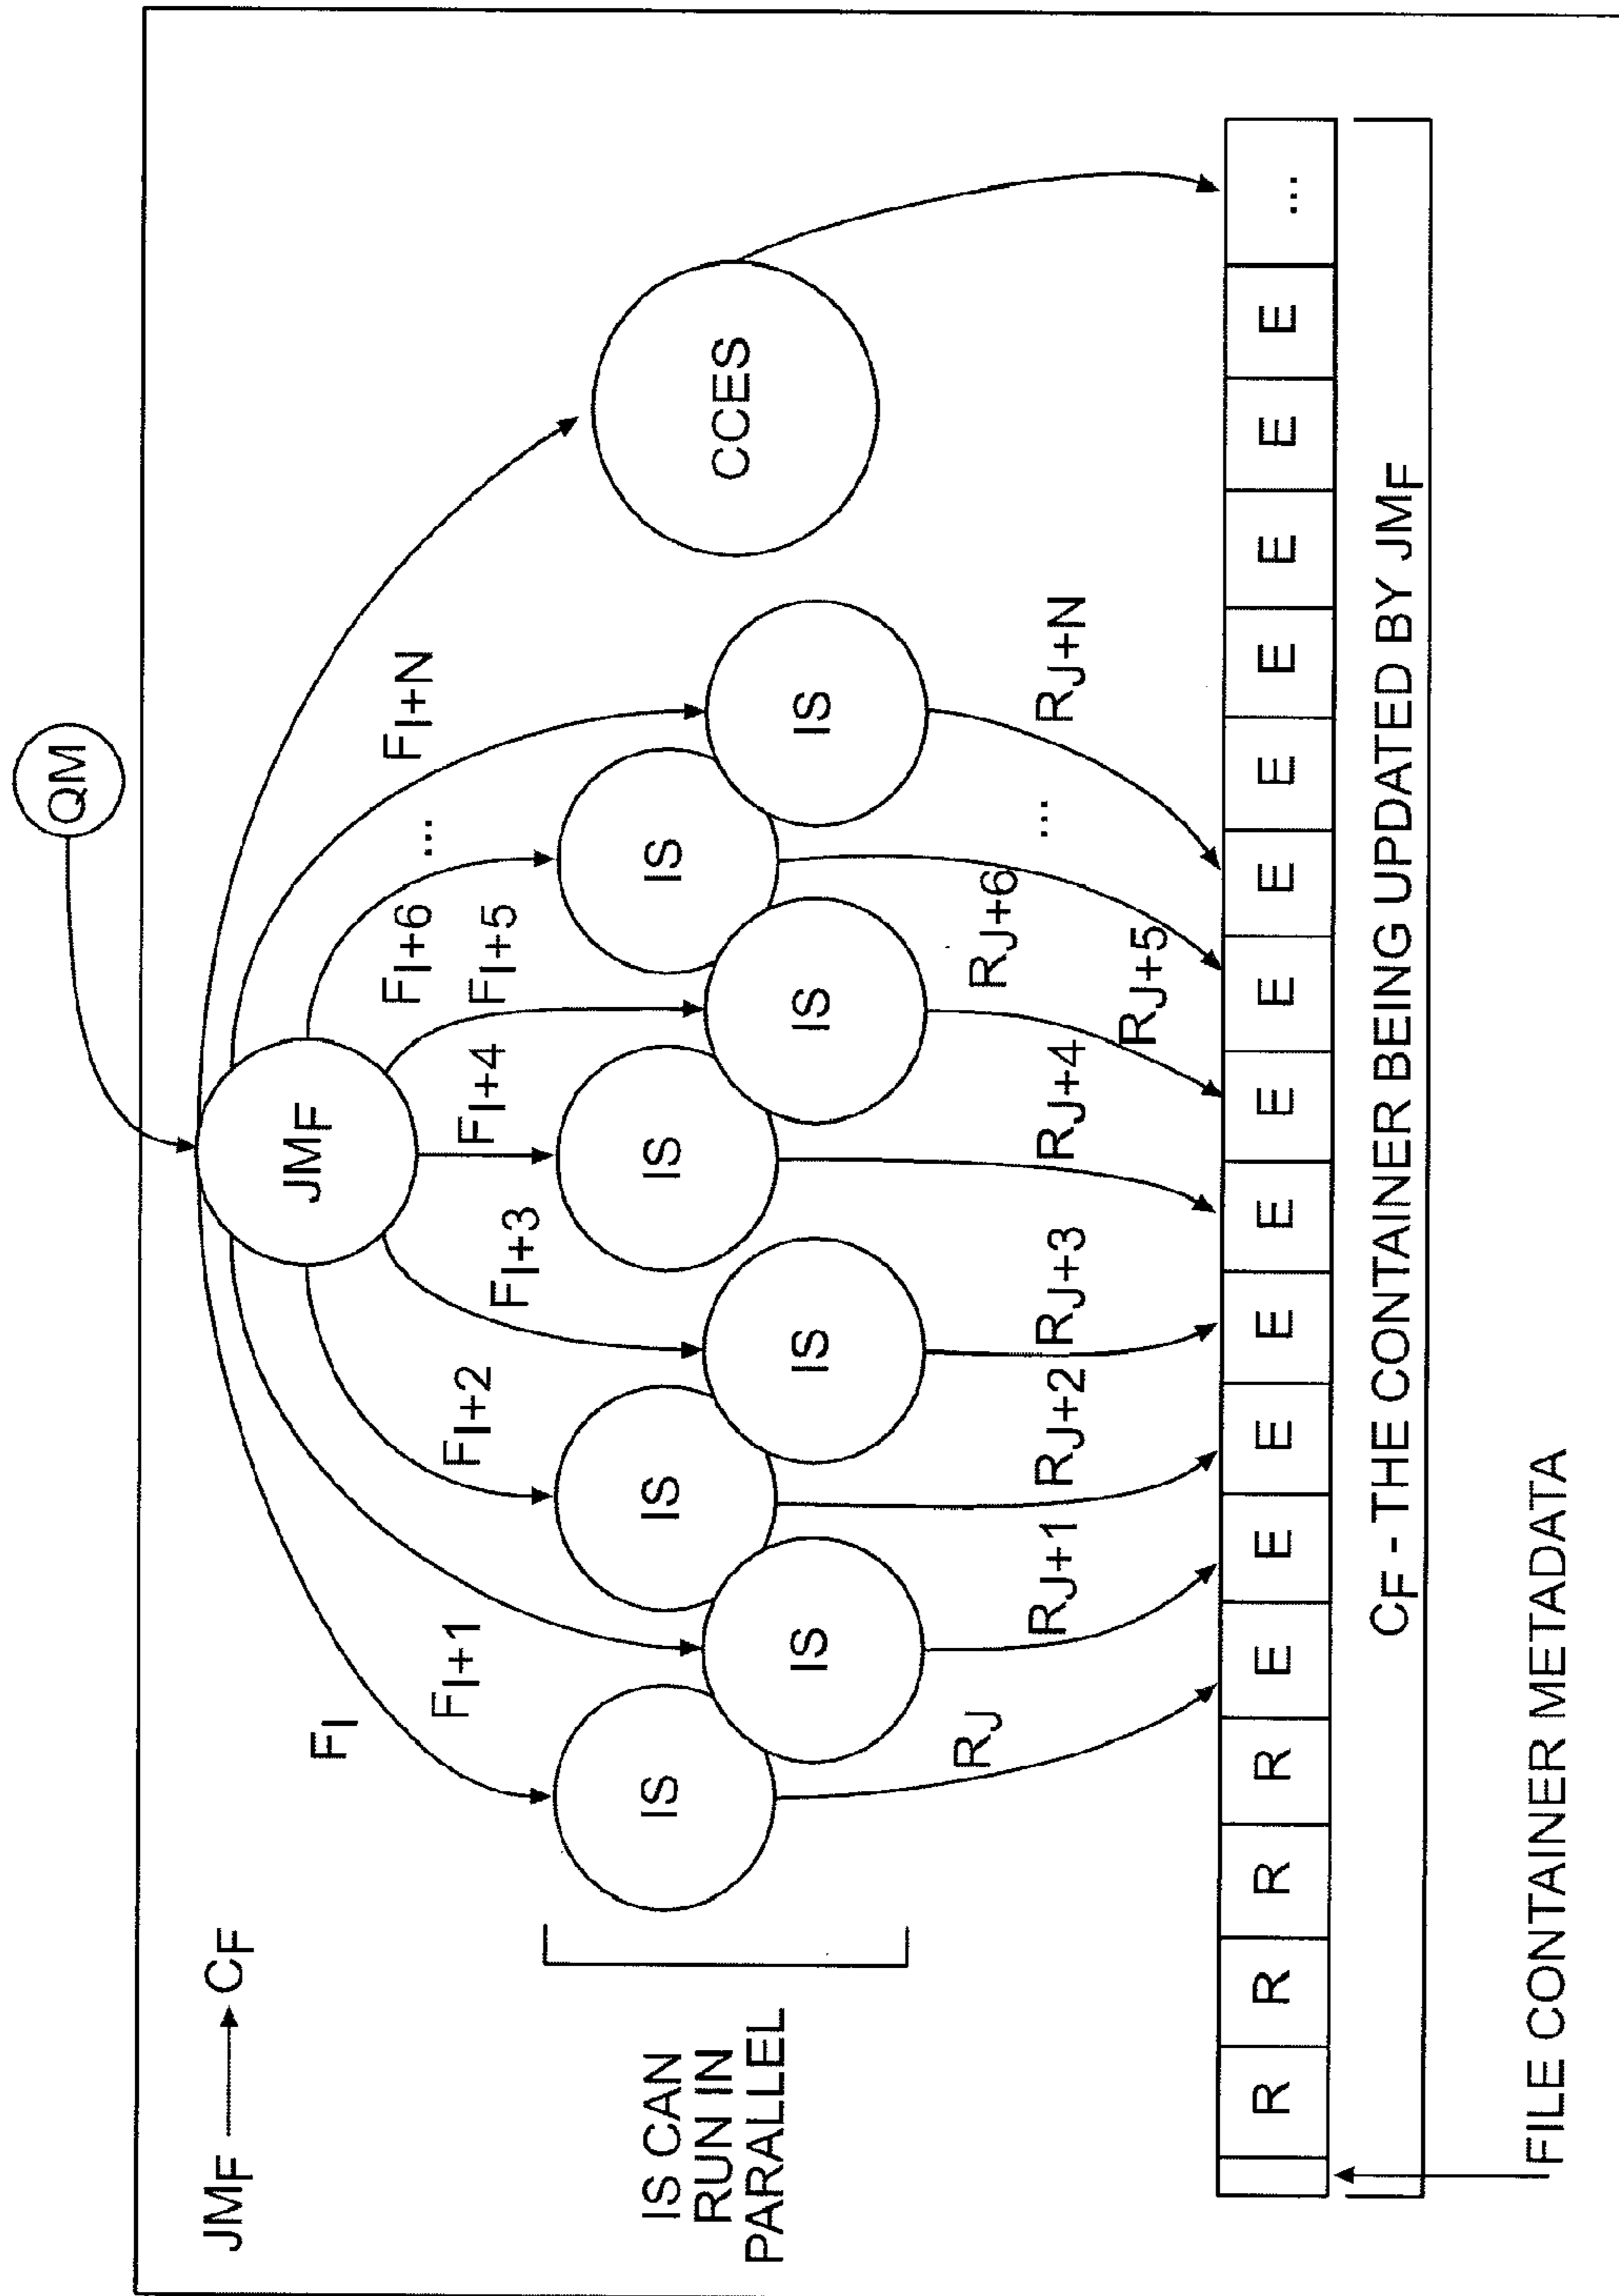 QM
JMF → CF
JMF
FI
FI+1
FI+2
FI+3
FI+4
FI+5
FI+6
...
FI+N
IS CAN
RUN IN
PARALLEL
IS
IS
IS
IS
IS
IS
IS
IS
CCES
RJ
RJ+1
RJ+2
RJ+3
RJ+4
RJ+5
RJ+6
...
RJ+N
R R R R E E E E E E E E E E E E E ...
CF - THE CONTAINER BEING UPDATED BY JMF
FILE CONTAINER METADATA